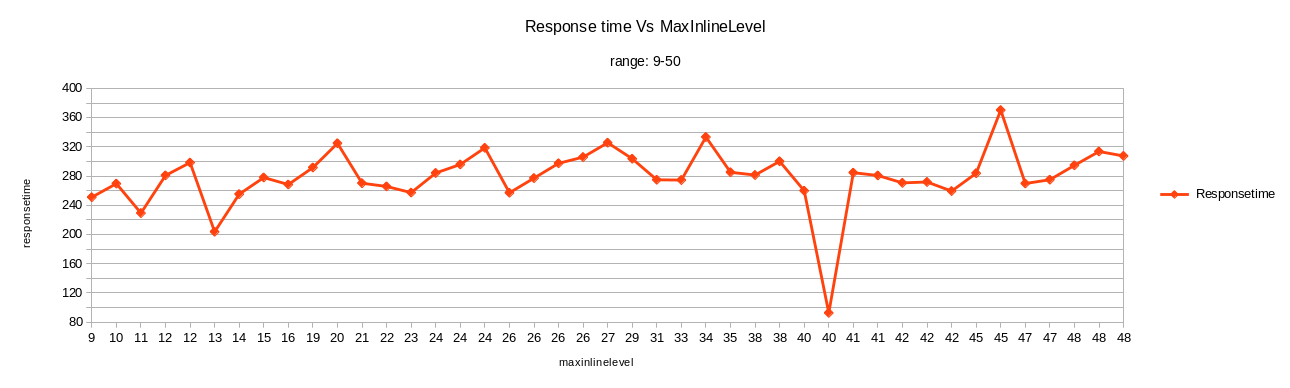 Response time Vs MaxInlineLevel
range: 9-50
400
360
320
280
240
200
160
120
80
responsetime
Responsetime
9 10 11 12 12 13 14 15 16 19 20 21 22 23 24 24 24 26 26 26 26 27 29 31 33 34 35 38 38 40 40 41 41 42 42 42 45 45 47 47 48 48 48
maxinlinelevel